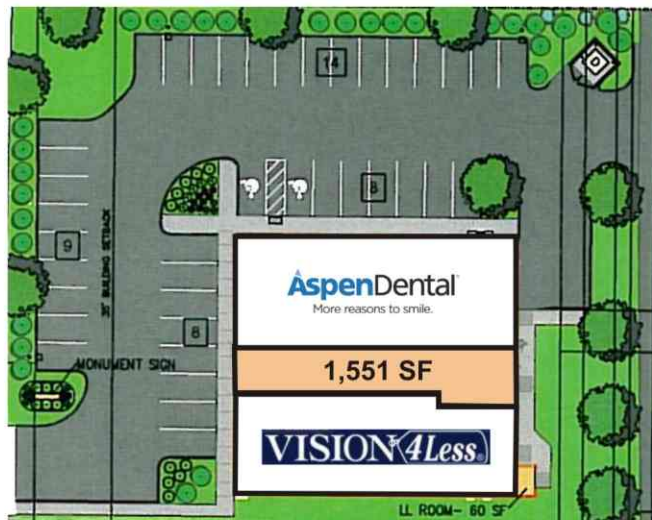 14
8
9
35' BUILDING SETBACK
AspenDental
More reasons to smile.
8
MONUMENT SIGN
1,551 SF
VISION 4Less®
LL ROOM- 60 SF